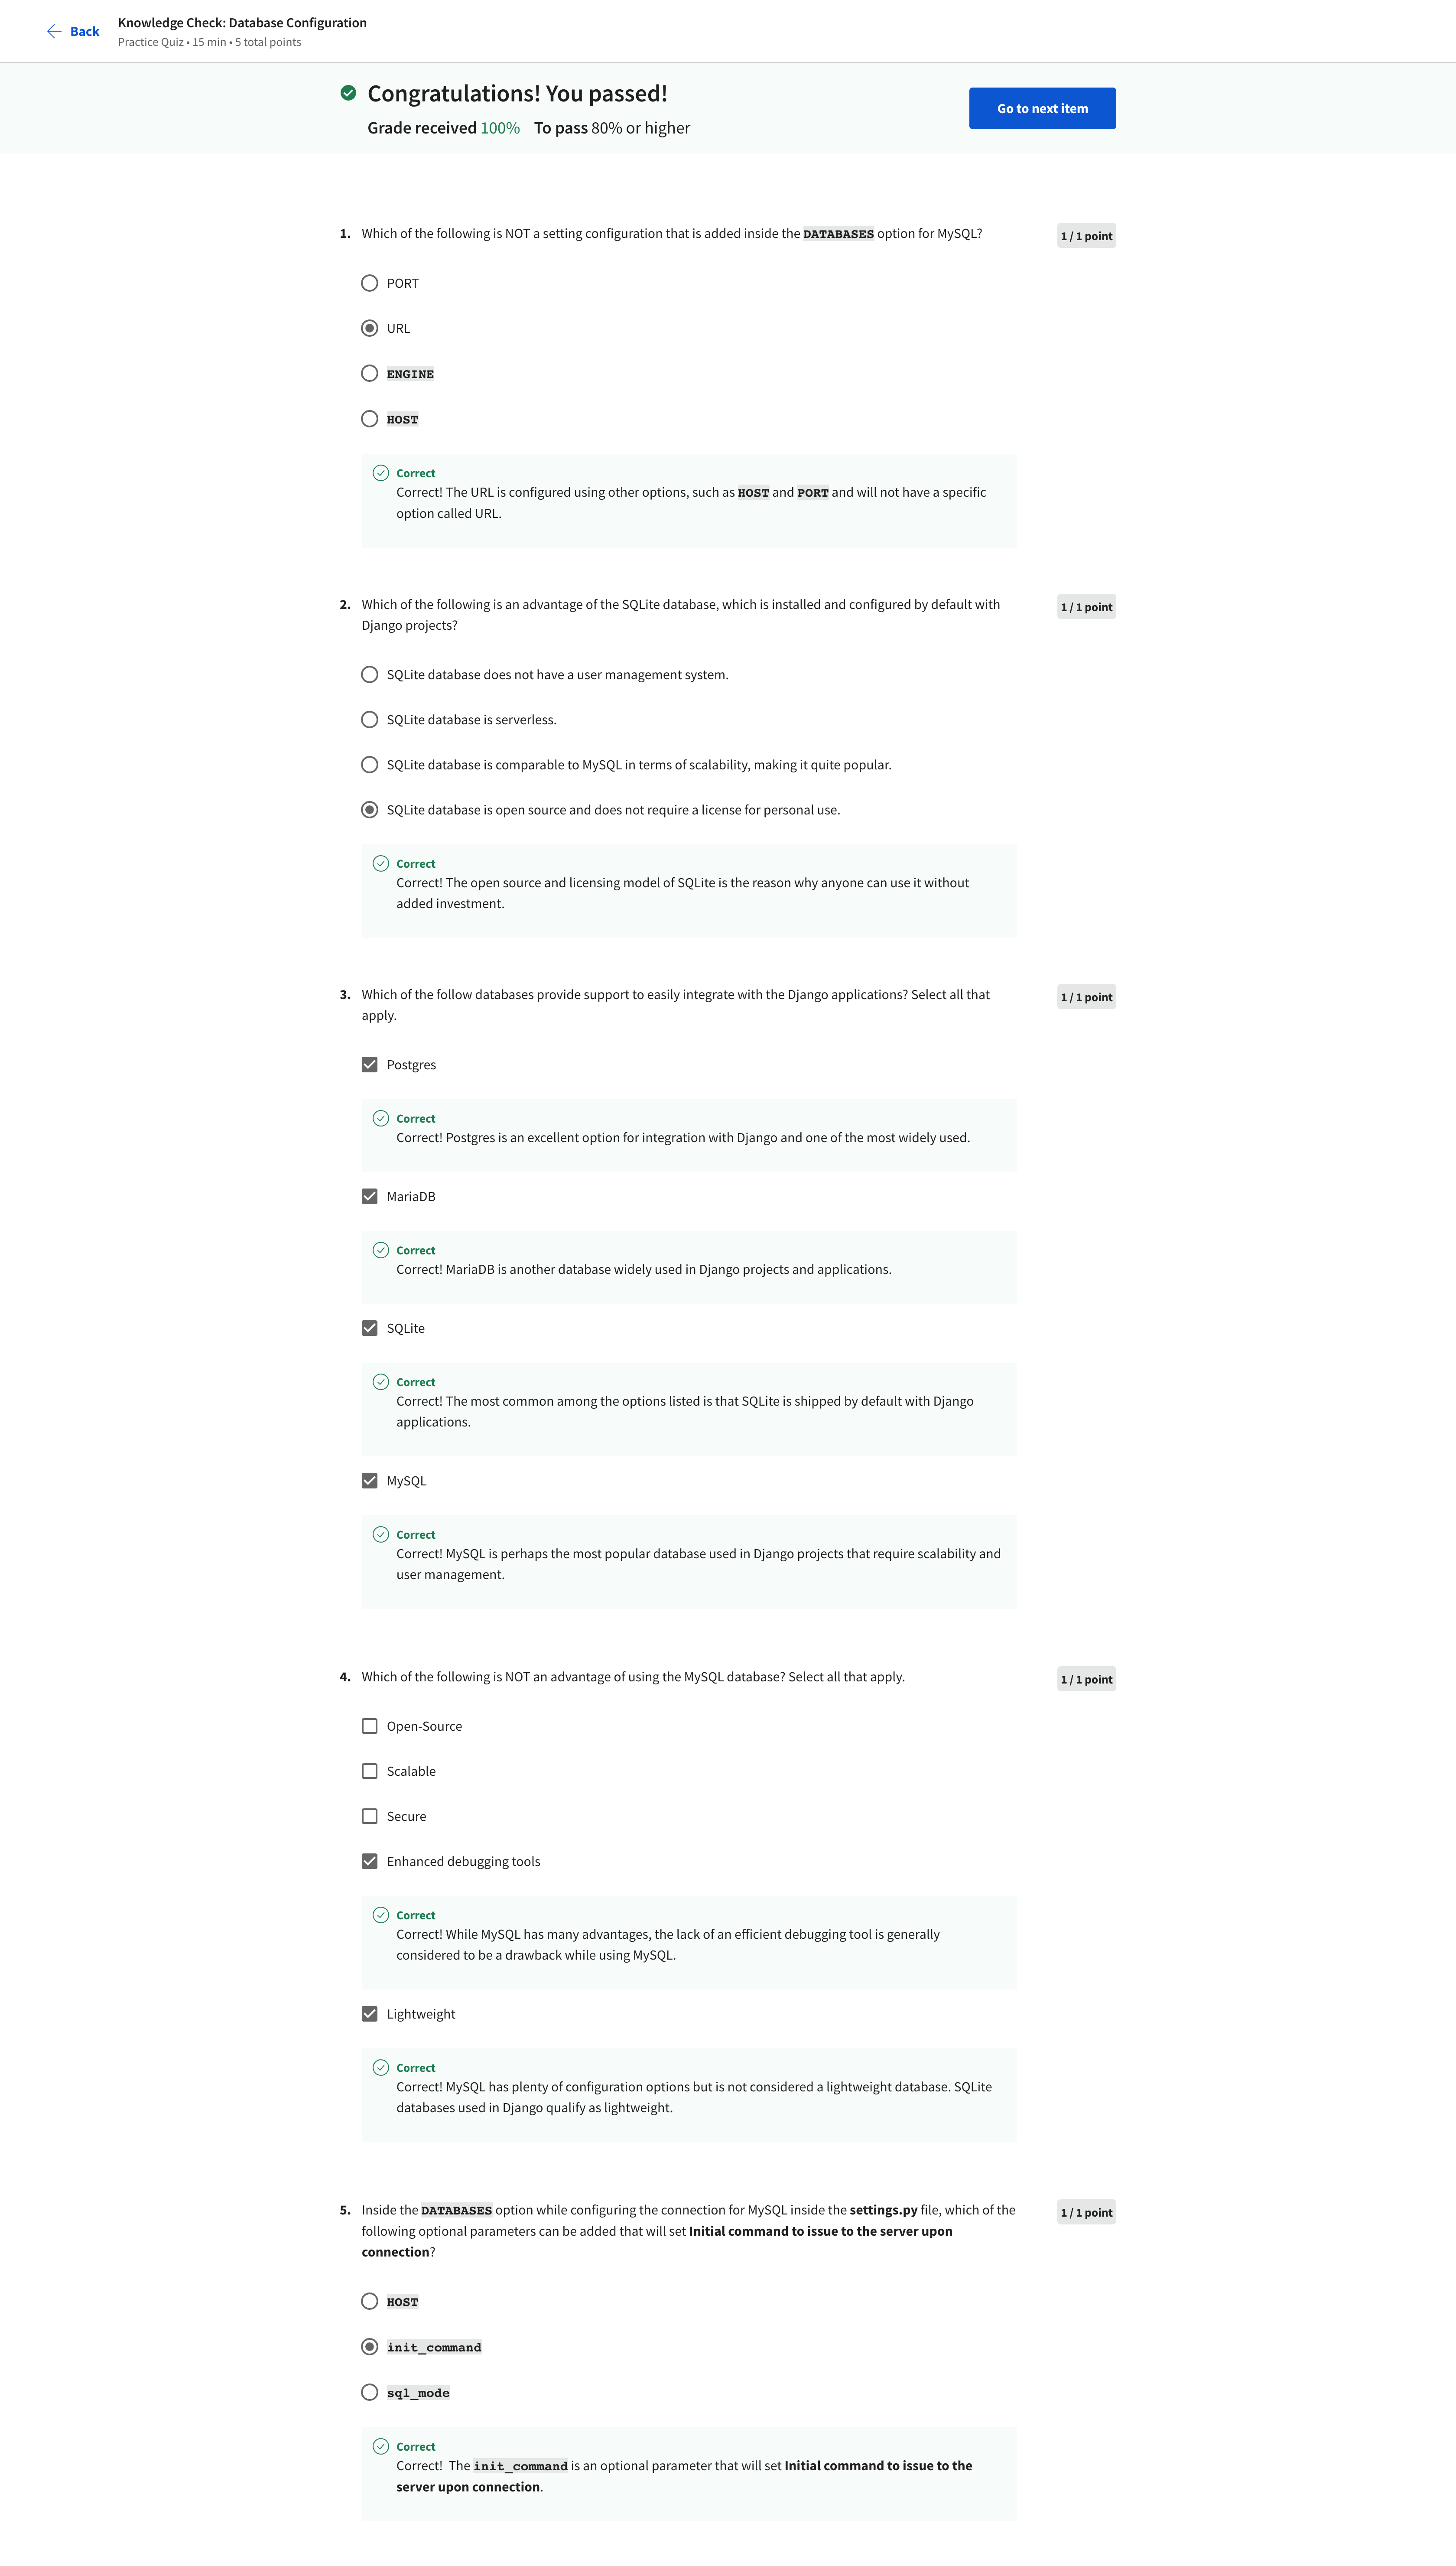 Back
Knowledge Check: Database Configuration
Practice Quiz • 15 min • 5 total points
Congratulations! You passed!
Grade received 100% To pass 80% or higher
Go to next item
1. Which of the following is NOT a setting configuration that is added inside the DATABASES option for MySQL?
1 / 1 point
PORT
URL
ENGINE
HOST
Correct
Correct! The URL is configured using other options, such as HOST and PORT and will not have a specific
option called URL.
2. Which of the following is an advantage of the SQLite database, which is installed and configured by default with
Django projects?
1 / 1 point
SQLite database does not have a user management system.
SQLite database is serverless.
SQLite database is comparable to MySQL in terms of scalability, making it quite popular.
SQLite database is open source and does not require a license for personal use.
Correct
Correct! The open source and licensing model of SQLite is the reason why anyone can use it without
added investment.
3. Which of the follow databases provide support to easily integrate with the Django applications? Select all that
apply.
1 / 1 point
Postgres
Correct
Correct! Postgres is an excellent option for integration with Django and one of the most widely used.
MariaDB
Correct
Correct! MariaDB is another database widely used in Django projects and applications.
SQLite
Correct
Correct! The most common among the options listed is that SQLite is shipped by default with Django
applications.
MySQL
Correct
Correct! MySQL is perhaps the most popular database used in Django projects that require scalability and
user management.
4. Which of the following is NOT an advantage of using the MySQL database? Select all that apply.
1 / 1 point
Open-Source
Scalable
Secure
Enhanced debugging tools
Correct
Correct! While MySQL has many advantages, the lack of an efficient debugging tool is generally
considered to be a drawback while using MySQL.
Lightweight
Correct
Correct! MySQL has plenty of configuration options but is not considered a lightweight database. SQLite
databases used in Django qualify as lightweight.
5. Inside the DATABASES option while configuring the connection for MySQL inside the settings.py file, which of the
following optional parameters can be added that will set Initial command to issue to the server upon
connection?
1 / 1 point
HOST
init_command
sql_mode
Correct
Correct! The init_command is an optional parameter that will set Initial command to issue to the
server upon connection.